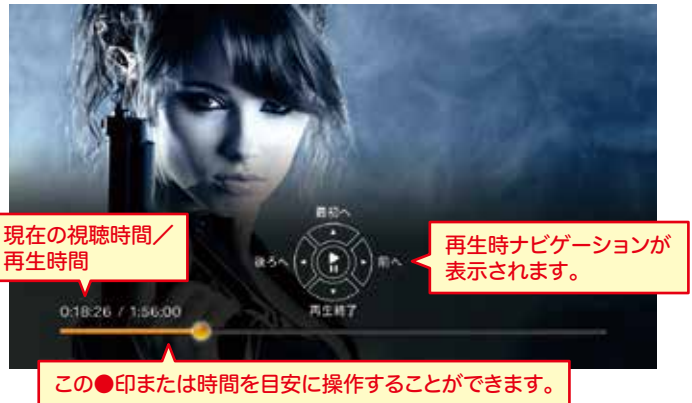 最初へ
現在の視聴時間／
再生時間
後ろへ
前へ
再生時ナビゲーションが
表示されます。
0:18:26 / 1:56:00
再生終了
この●印または時間を目安に操作することができます。